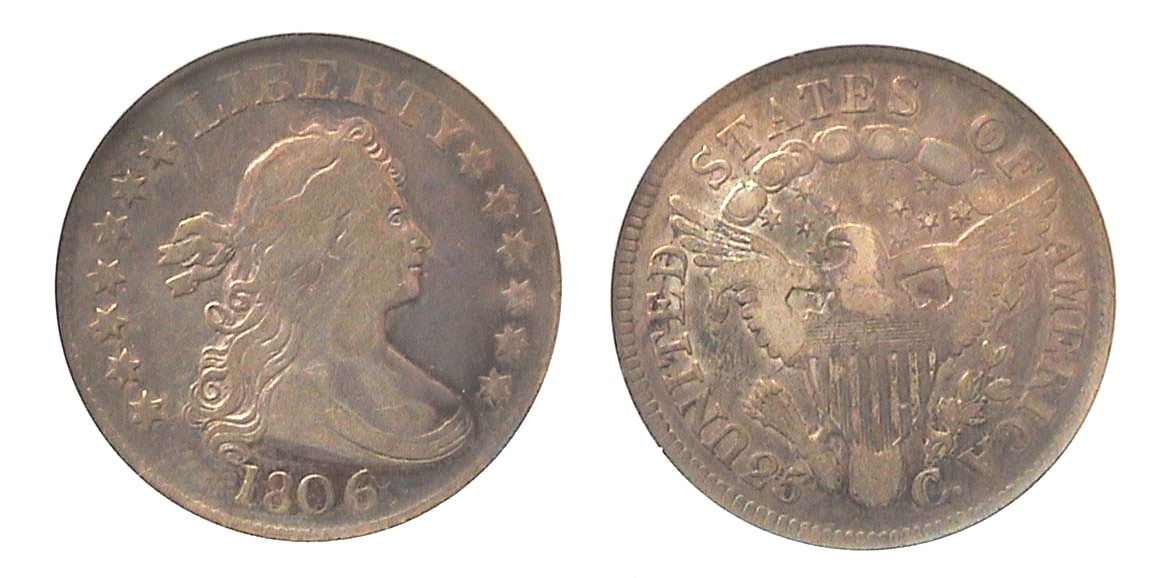 LIBERTY
1806
UNITED STATES OF AMERICA
25 C.